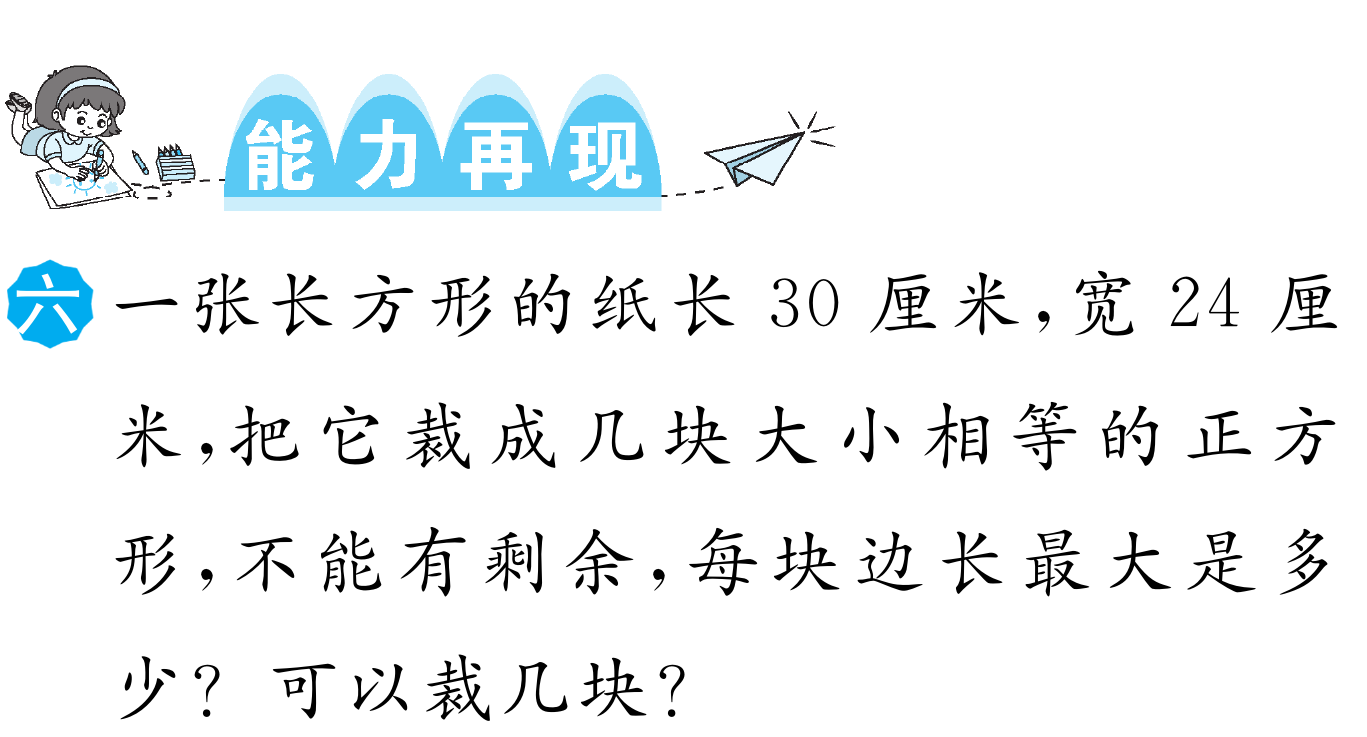 能力再现
六 一张长方形的纸长 30 厘米,宽 24 厘
米,把它裁成几块大小相等的正方
形,不能有剩余,每块边长最大是多
少? 可以裁几块?